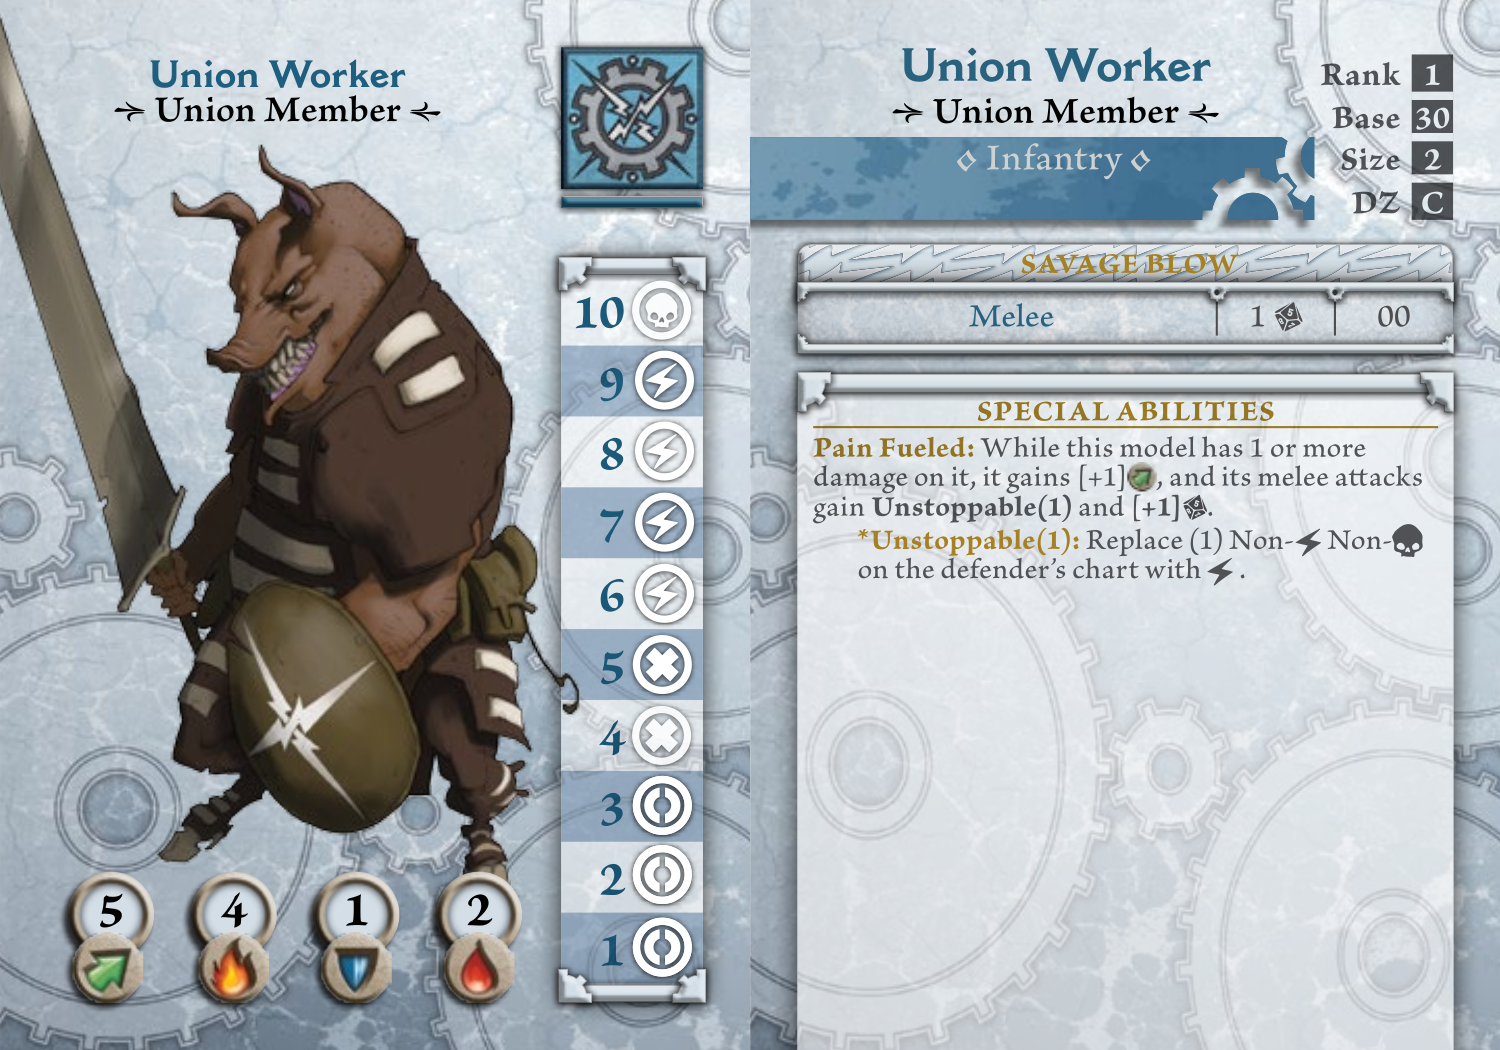 Union Worker
Union Member
10
9
8
7
6
5
4
3
2
1
5 4 1 2
Union Worker
Union Member
Infantry
Rank 1
Base 30
Size 2
DZ C
SAVAGE BLOW
Melee 1 00
SPECIAL ABILITIES
Pain Fueled: While this model has 1 or more
damage on it, it gains [+1] , and its melee attacks
gain Unstoppable(1) and [+1] .
*Unstoppable(1): Replace (1) Non- Non-
on the defender's chart with .